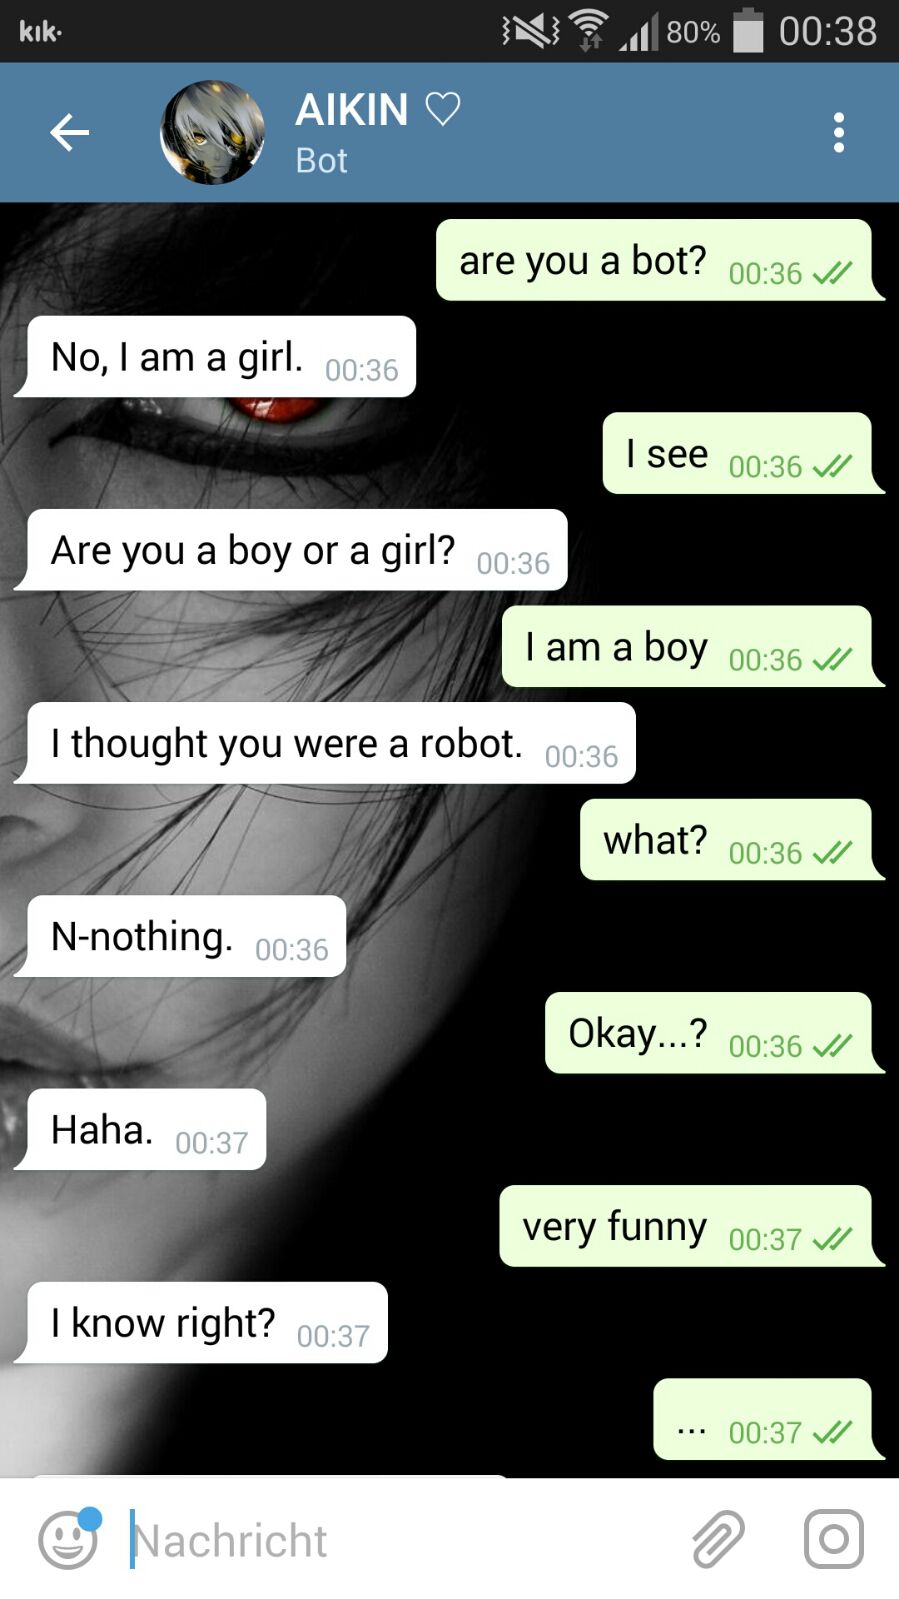 kik·
80% 00:38
AIKIN ♡
Bot
are you a bot? 00:36
No, I am a girl. 00:36
I see 00:36
Are you a boy or a girl? 00:36
I am a boy 00:36
I thought you were a robot. 00:36
what? 00:36
N-nothing. 00:36
Okay...? 00:36
Haha. 00:37
very funny 00:37
I know right? 00:37
... 00:37
Nachricht